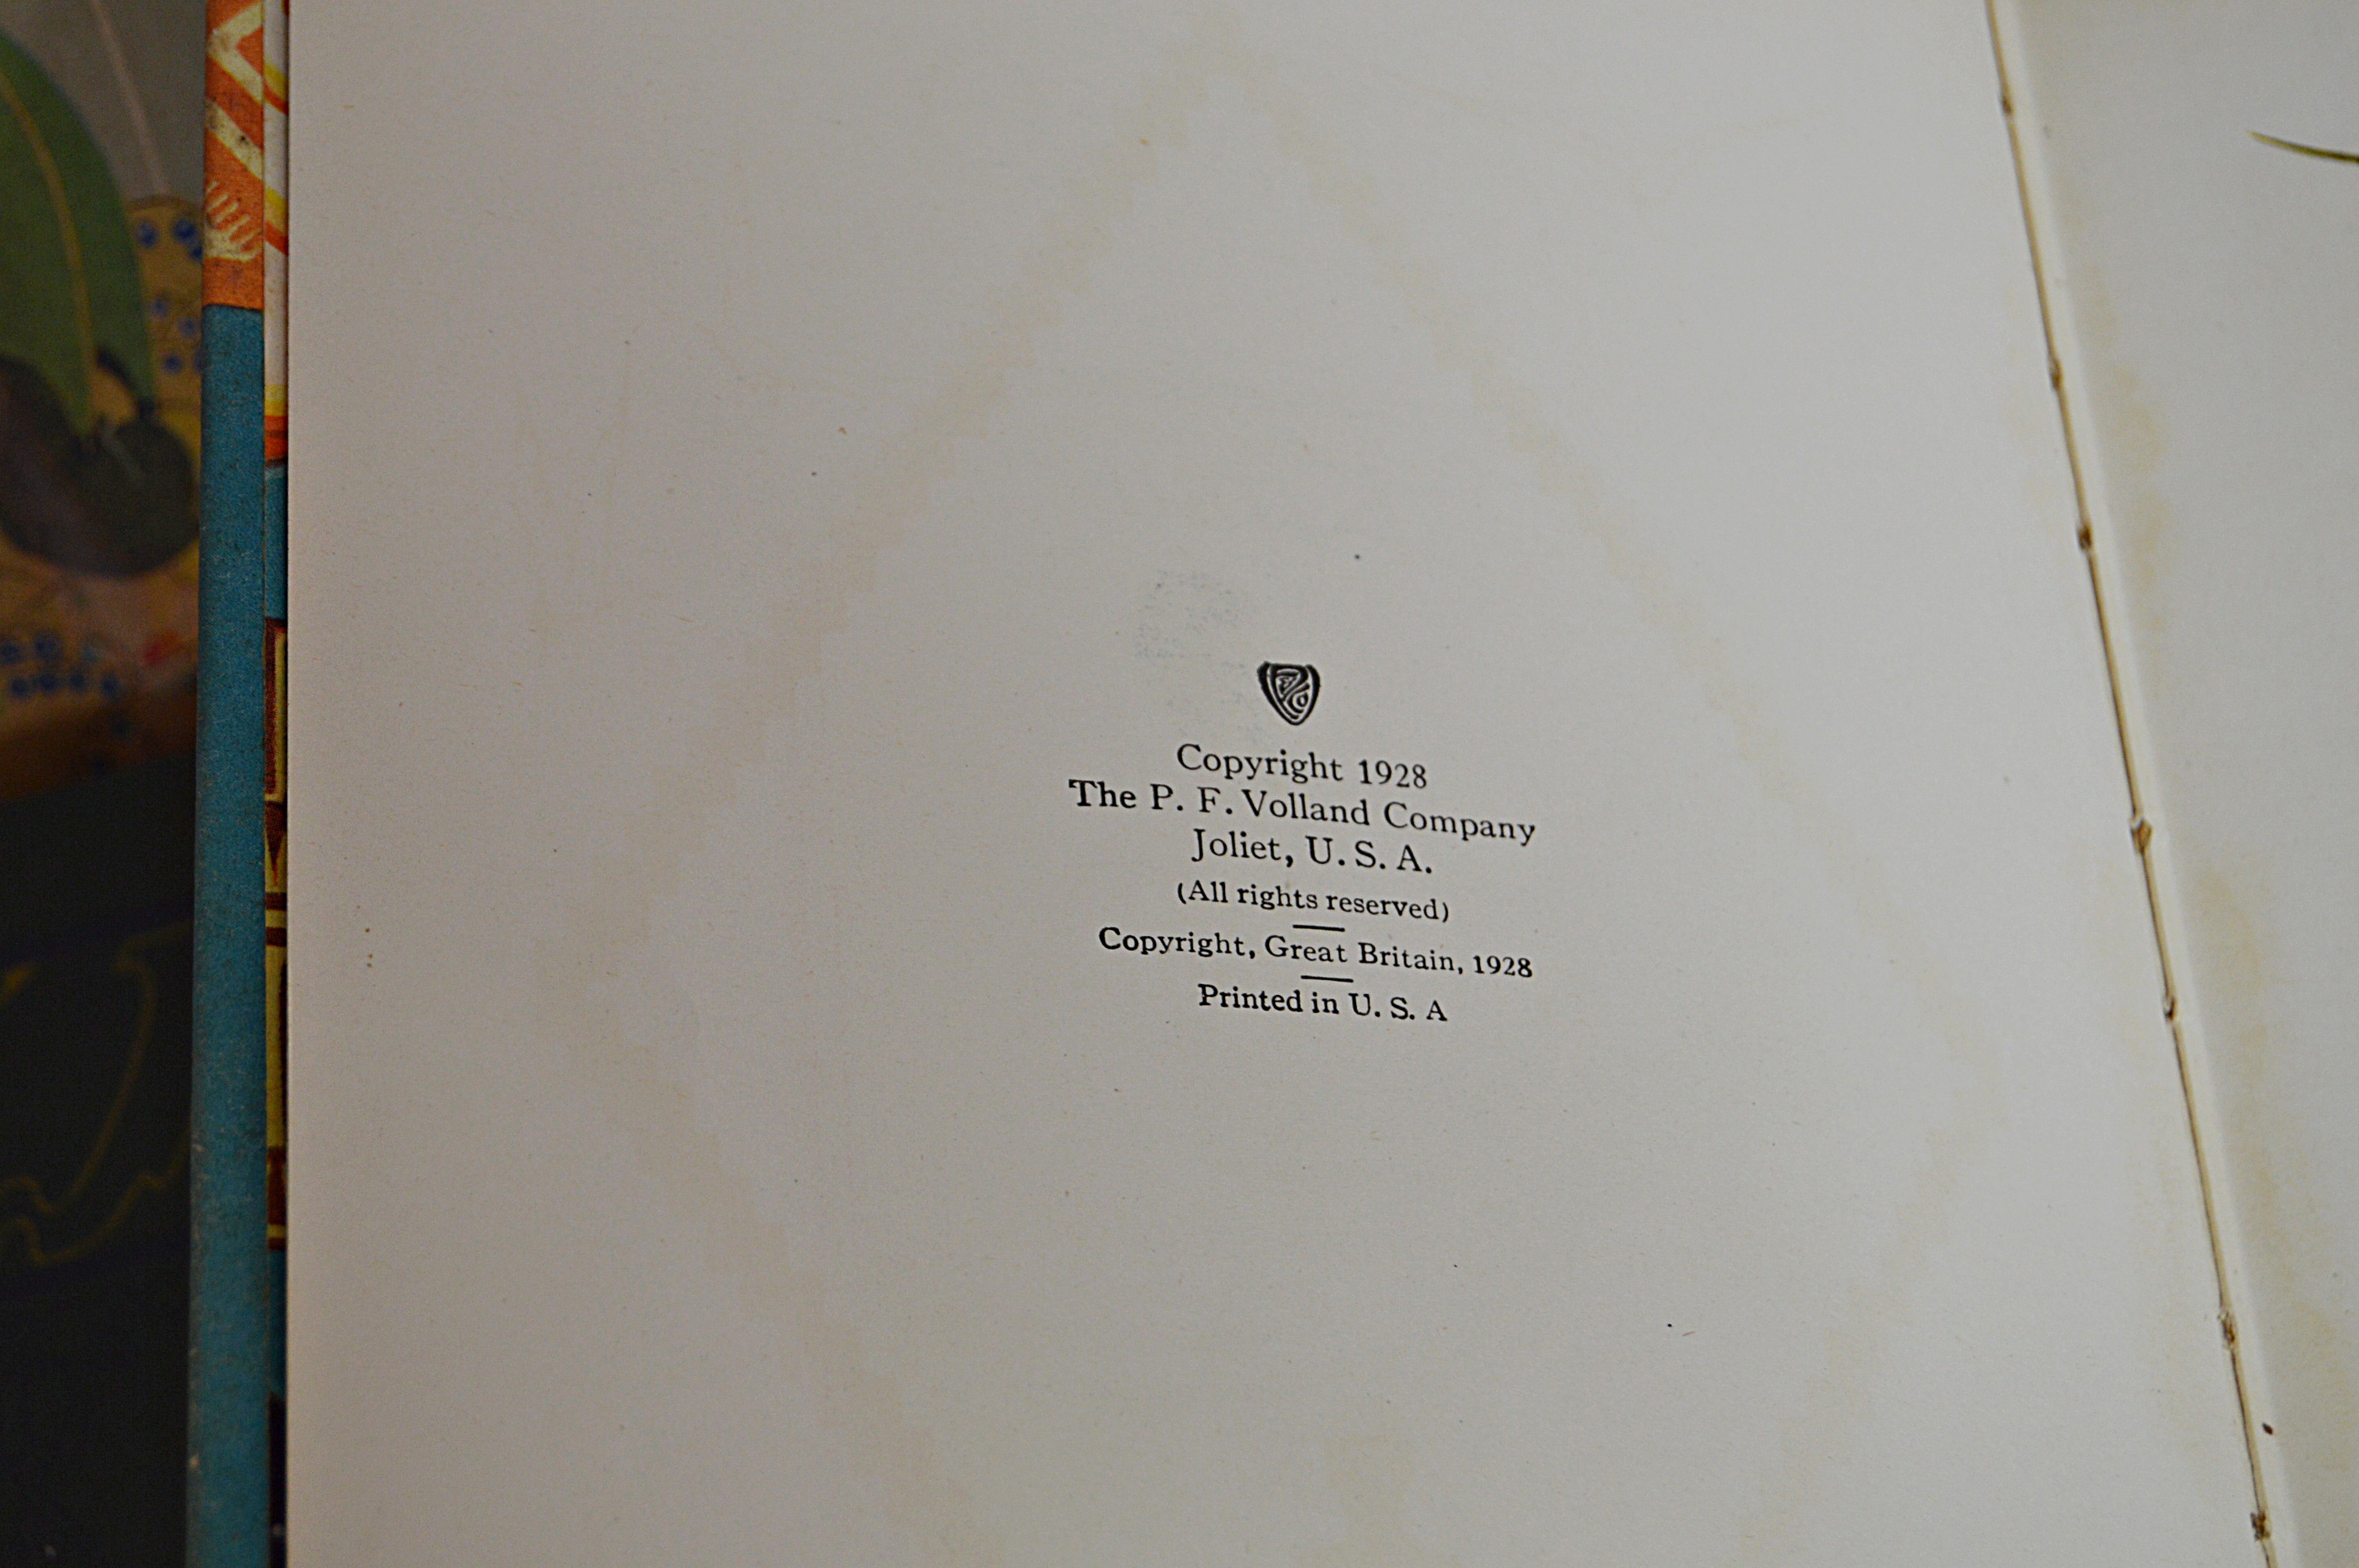 Copyright 1928
The P. F. Volland Company
Joliet, U. S. A.
(All rights reserved)
Copyright, Great Britain, 1928
Printed in U. S. A